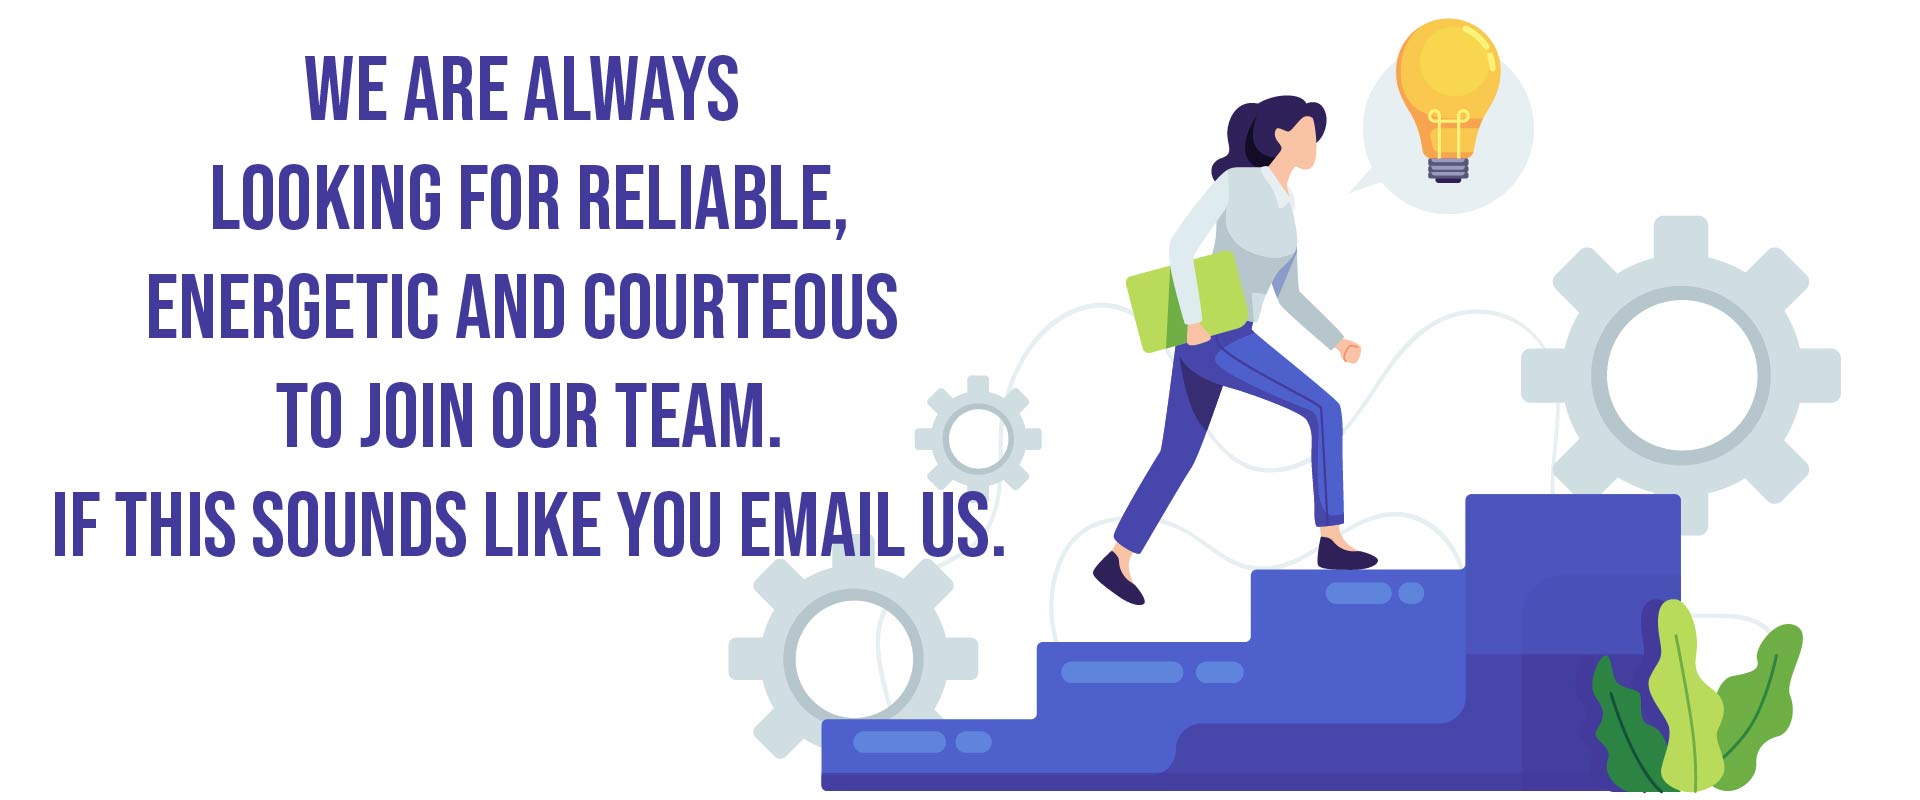 WE ARE ALWAYS
LOOKING FOR RELIABLE,
ENERGETIC AND COURTEOUS
TO JOIN OUR TEAM.
IF THIS SOUNDS LIKE YOU EMAIL US.